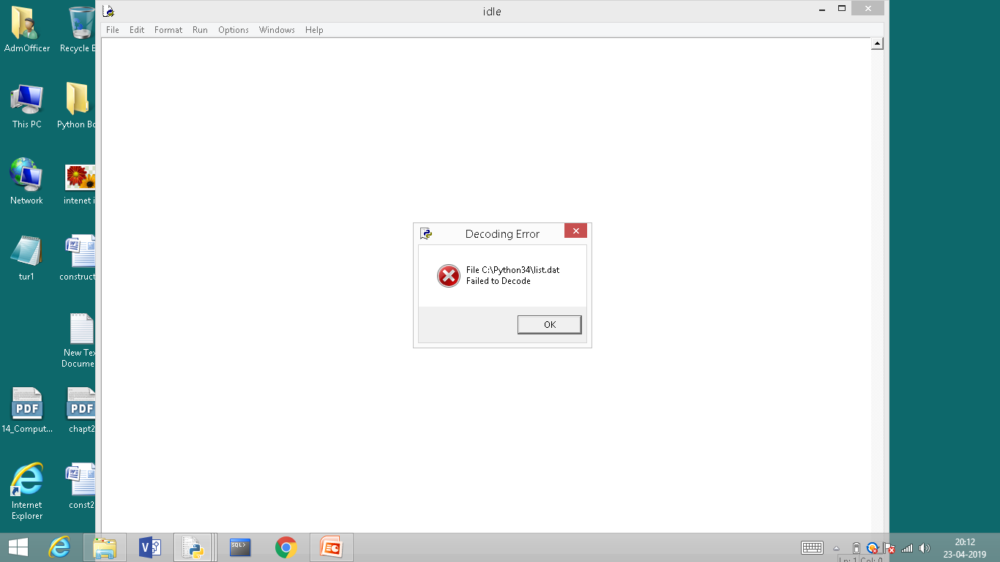 idle
File Edit Format Run Options Windows Help
AdmOfficer
Recycle B
This PC
Python Bo
Network
intenet i
tur1
construct
New Tex
Docume
14_Comput...
chapt2
Internet
Explorer
const2
Decoding Error
File C:\Python34\list.dat
Failed to Decode
OK
PDF
PDF
SQL>
20:12
23-04-2019
Ln: 1 Col: 0